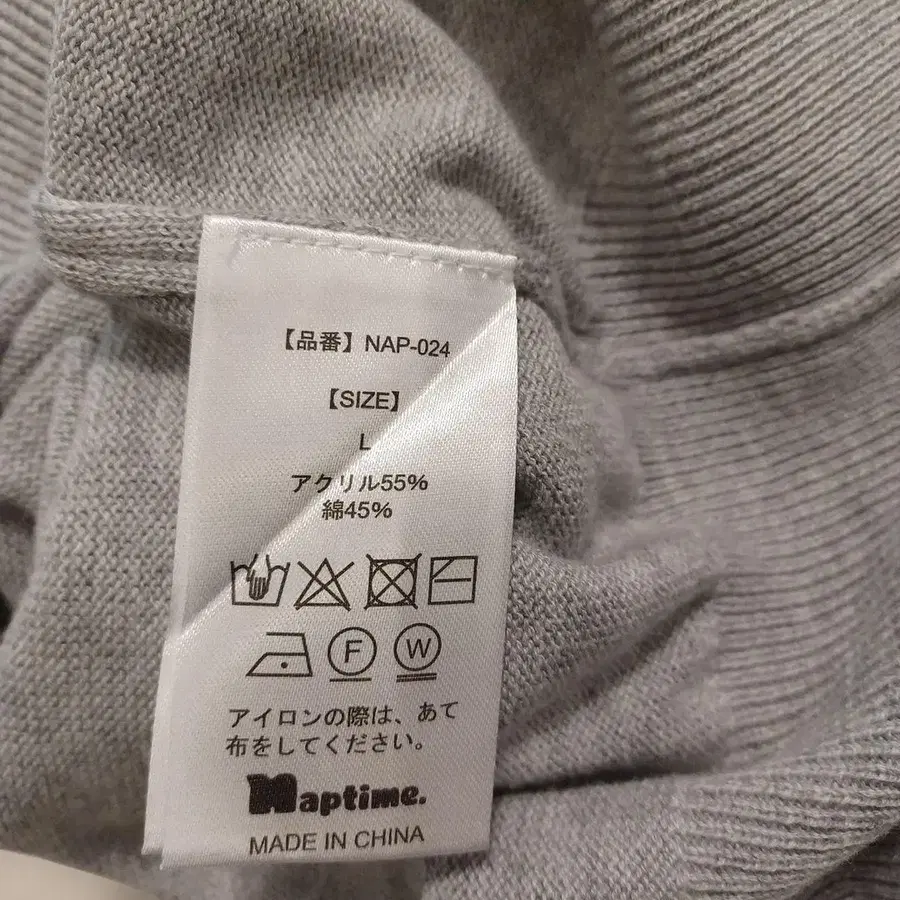 【品番】NAP-024
【SIZE】
L
アクリル55%
綿45%
F W
アイロンの際は、あて
布をしてください。
Naptime.
MADE IN CHINA